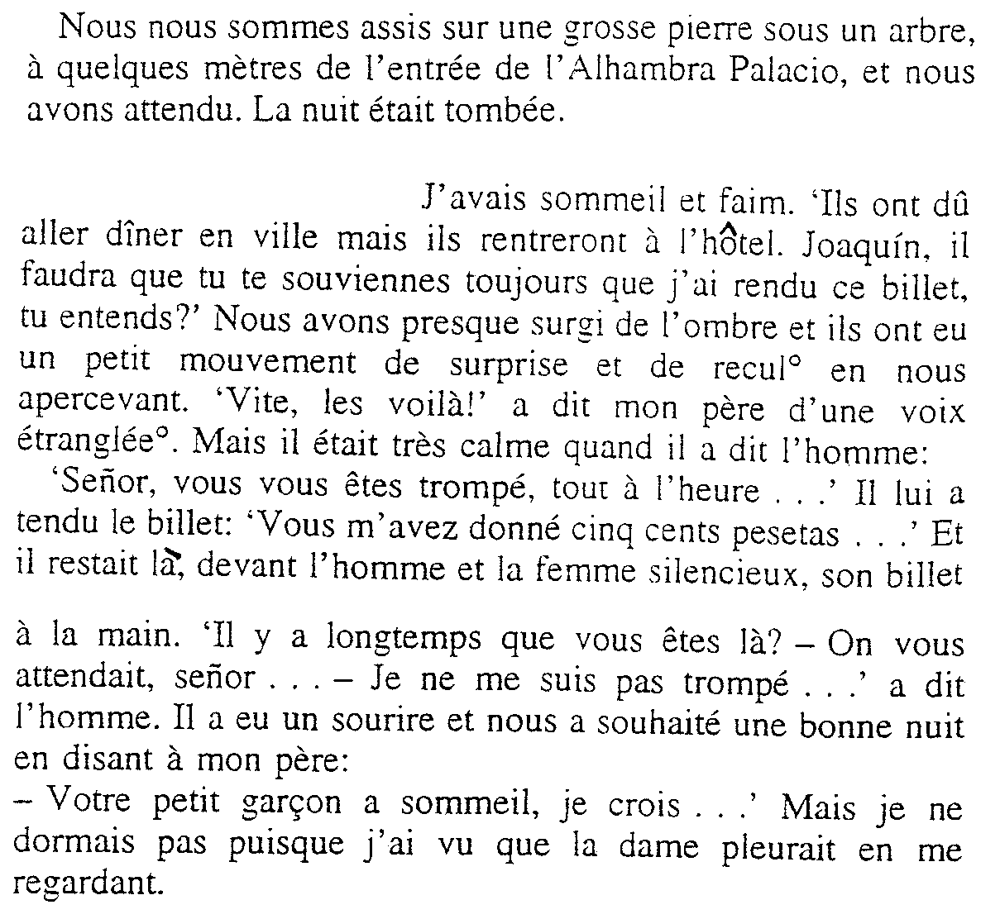 Nous nous sommes assis sur une grosse pierre sous un arbre,
à quelques mètres de l'entrée de l'Alhambra Palacio, et nous
avons attendu. La nuit était tombée.
J'avais sommeil et faim. ‘Ils ont dû
aller dîner en ville mais ils rentreront à l'hôtel. Joaquín, il
faudra que tu te souviennes toujours que j'ai rendu ce billet,
tu entends?’ Nous avons presque surgi de l'ombre et ils ont eu
un petit mouvement de surprise et de recul° en nous
apercevant. ‘Vite, les voilà!’ a dit mon père d'une voix
étranglée°. Mais il était très calme quand il a dit l'homme:
‘Señor, vous vous êtes trompé, tout à l'heure . . .’ Il lui a
tendu le billet: ‘Vous m'avez donné cinq cents pesetas . . .’ Et
il restait là, devant l'homme et la femme silencieux, son billet
à la main. ‘Il y a longtemps que vous êtes là? – On vous
attendait, señor . . . – Je ne me suis pas trompé . . .’ a dit
l'homme. Il a eu un sourire et nous a souhaité une bonne nuit
en disant à mon père:
– Votre petit garçon a sommeil, je crois . . .’ Mais je ne
dormais pas puisque j'ai vu que la dame pleurait en me
regardant.